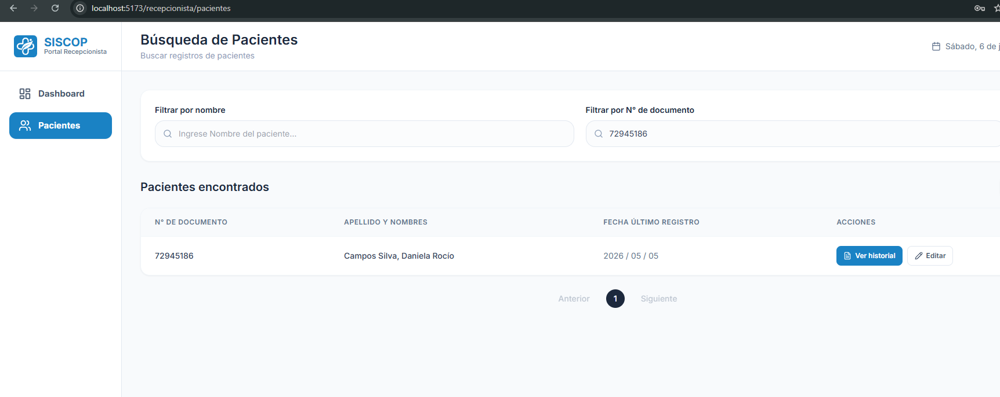 localhost:5173/recepcionista/pacientes
SISCOP
Portal Recepcionista
Búsqueda de Pacientes
Buscar registros de pacientes
Sábado, 6 de j
Dashboard
Pacientes
Filtrar por nombre
Filtrar por N° de documento
Ingrese Nombre del paciente...
72945186
Pacientes encontrados
N° DE DOCUMENTO APELLIDO Y NOMBRES FECHA ÚLTIMO REGISTRO ACCIONES
72945186 Campos Silva, Daniela Rocío 2026 / 05 / 05 Ver historial Editar
Anterior 1 Siguiente